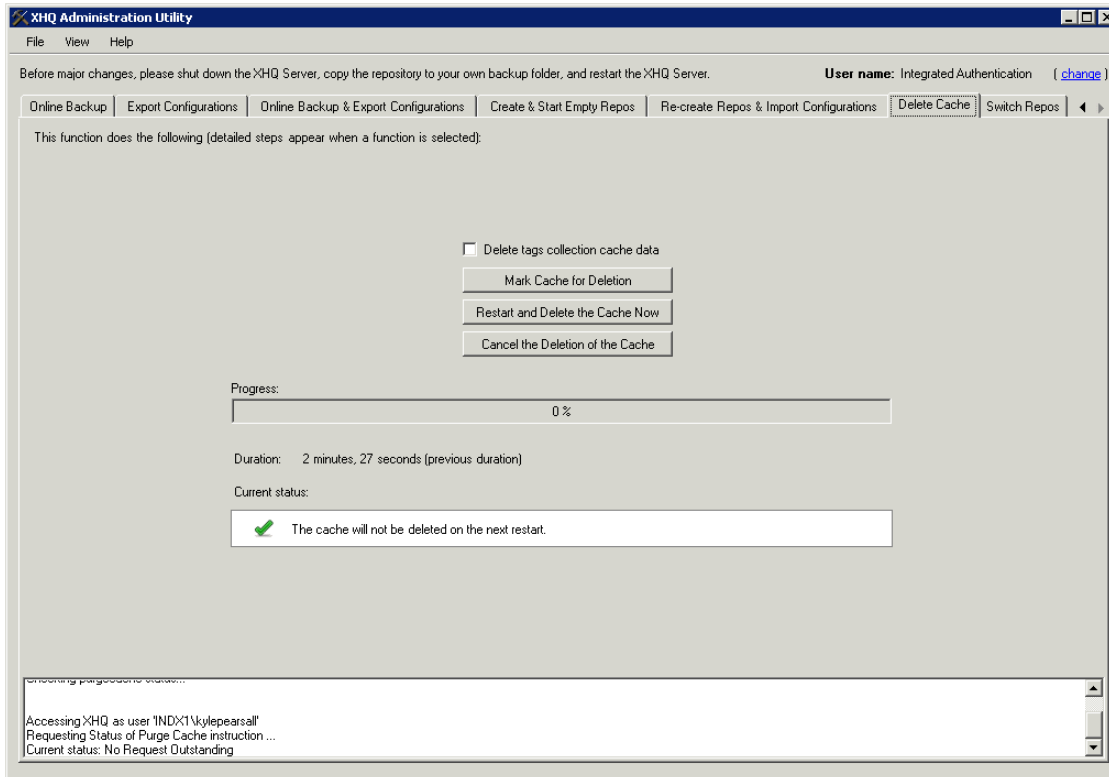 XHQ Administration Utility
File View Help
Before major changes, please shut down the XHQ Server, copy the repository to your own backup folder, and restart the XHQ Server. User name: Integrated Authentication ( change )
Online Backup Export Configurations Online Backup & Export Configurations Create & Start Empty Repos Re-create Repos & Import Configurations Delete Cache Switch Repos
This function does the following (detailed steps appear when a function is selected):
Delete tags collection cache data
Mark Cache for Deletion
Restart and Delete the Cache Now
Cancel the Deletion of the Cache
Progress:
0 %
Duration: 2 minutes, 27 seconds (previous duration)
Current status:
The cache will not be deleted on the next restart.
Accessing XHQ as user 'INDX1\kylepearsall'
Requesting Status of Purge Cache instruction ...
Current status: No Request Outstanding